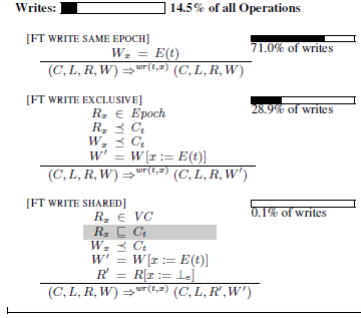 Writes: 14.5% of all Operations
[FT WRITE SAME EPOCH]
W_x = E(t)
71.0% of writes
(C, L, R, W) ⇒^{wr(t,x)} (C, L, R, W)
[FT WRITE EXCLUSIVE]
R_x ∈ Epoch
28.9% of writes
R_x ≼ C_t
W_x ≼ C_t
W' = W[x := E(t)]
(C, L, R, W) ⇒^{wr(t,x)} (C, L, R, W')
[FT WRITE SHARED]
R_x ∈ VC
0.1% of writes
R_x ⊑ C_t
W_x ≼ C_t
W' = W[x := E(t)]
R' = R[x := ⊥_e]
(C, L, R, W) ⇒^{wr(t,x)} (C, L, R', W')